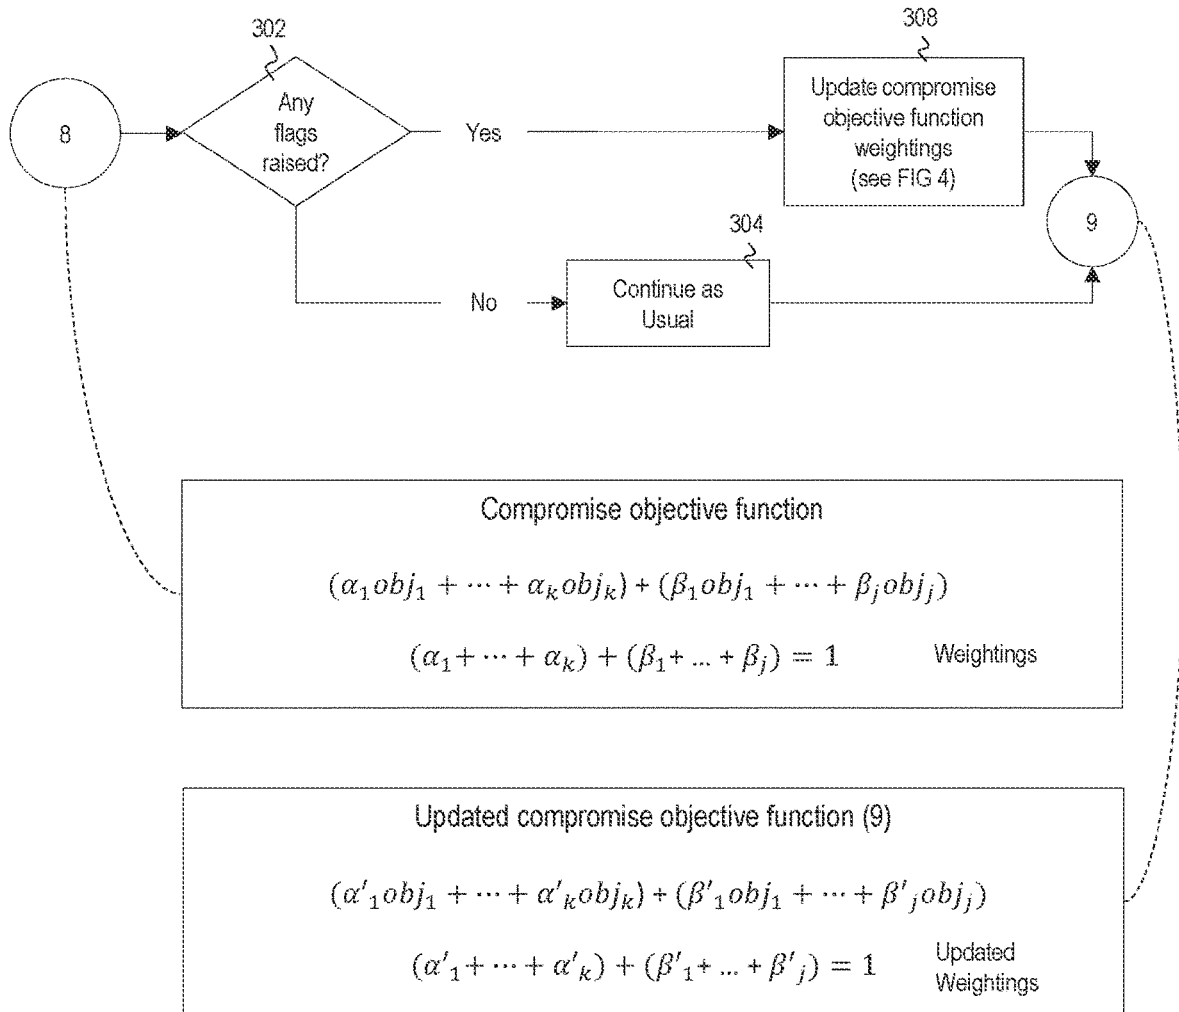 302
308
8
Any
flags
raised?
Yes
Update compromise
objective function
weightings
(see FIG 4)
9
304
No
Continue as
Usual
Compromise objective function
(α₁obj₁ + ⋯ + αₖobjₖ) + (β₁obj₁ + ⋯ + βⱼobjⱼ)
(α₁+ ⋯ + αₖ) + (β₁+ ... + βⱼ) = 1 Weightings
Updated compromise objective function (9)
(α'₁obj₁ + ⋯ + α'ₖobjₖ) + (β'₁obj₁ + ⋯ + β'ⱼobjⱼ)
(α'₁+ ⋯ + α'ₖ) + (β'₁+ ... + β'ⱼ) = 1 Updated
Weightings